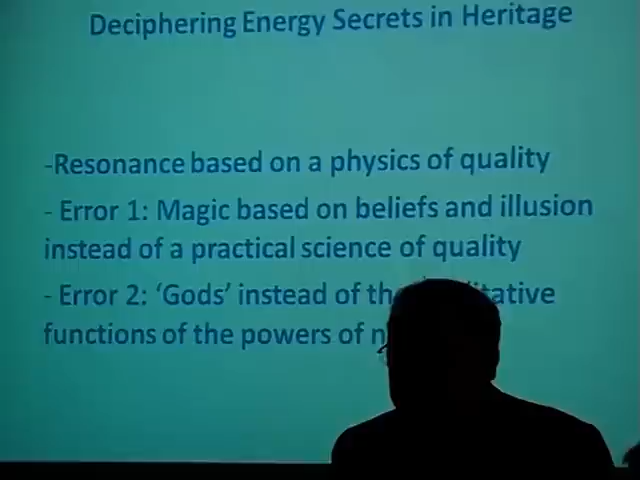 Deciphering Energy Secrets in Heritage
-Resonance based on a physics of quality
- Error 1: Magic based on beliefs and illusion
instead of a practical science of quality
- Error 2: 'Gods' instead of the
functions of the powers of